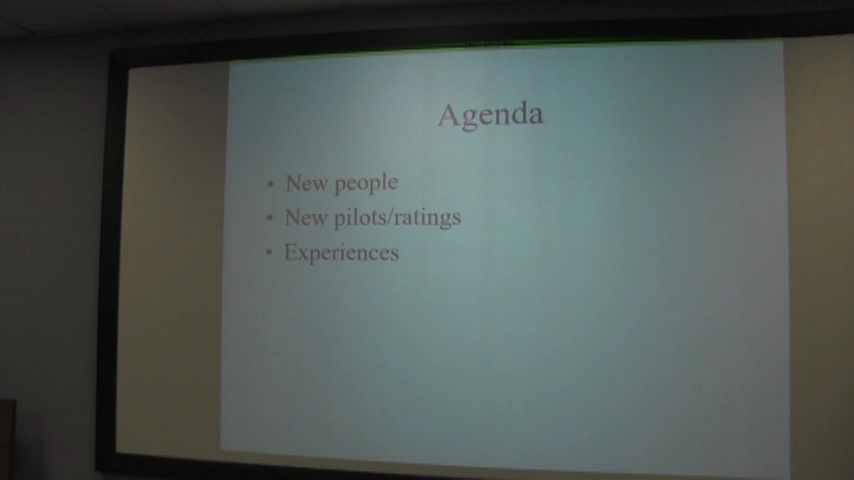 Agenda
• New people
• New pilots/ratings
• Experiences